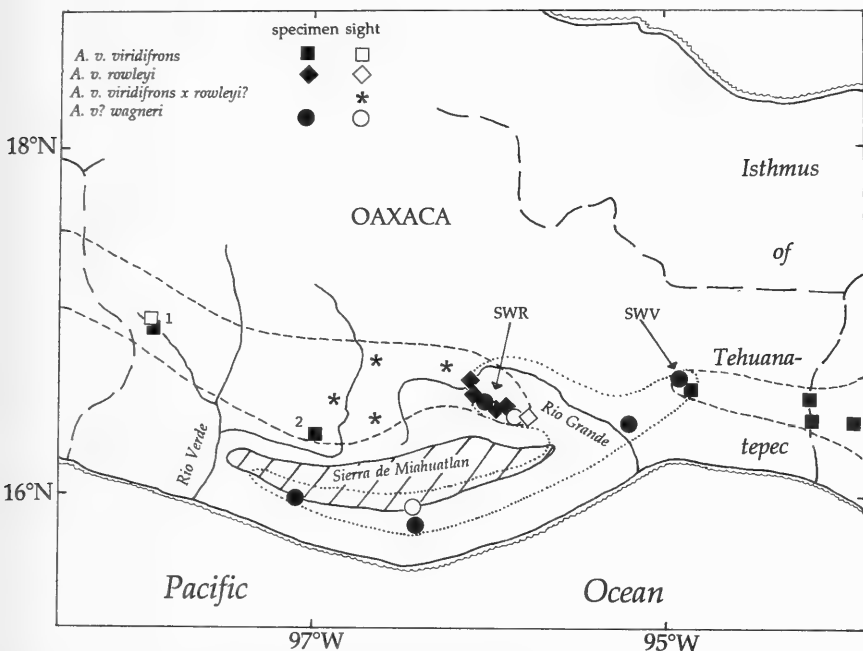 specimen sight
A. v. viridifrons
A. v. rowleyi
A. v. viridifrons x rowleyi?
A. v? wagneri
18°N
Isthmus
OAXACA
of
1
SWR
SWV
Tehuana-
2
Rio Verde
Rio Grande
tepec
Sierra de Miahuatlan
16°N
Pacific
Ocean
97°W
95°W